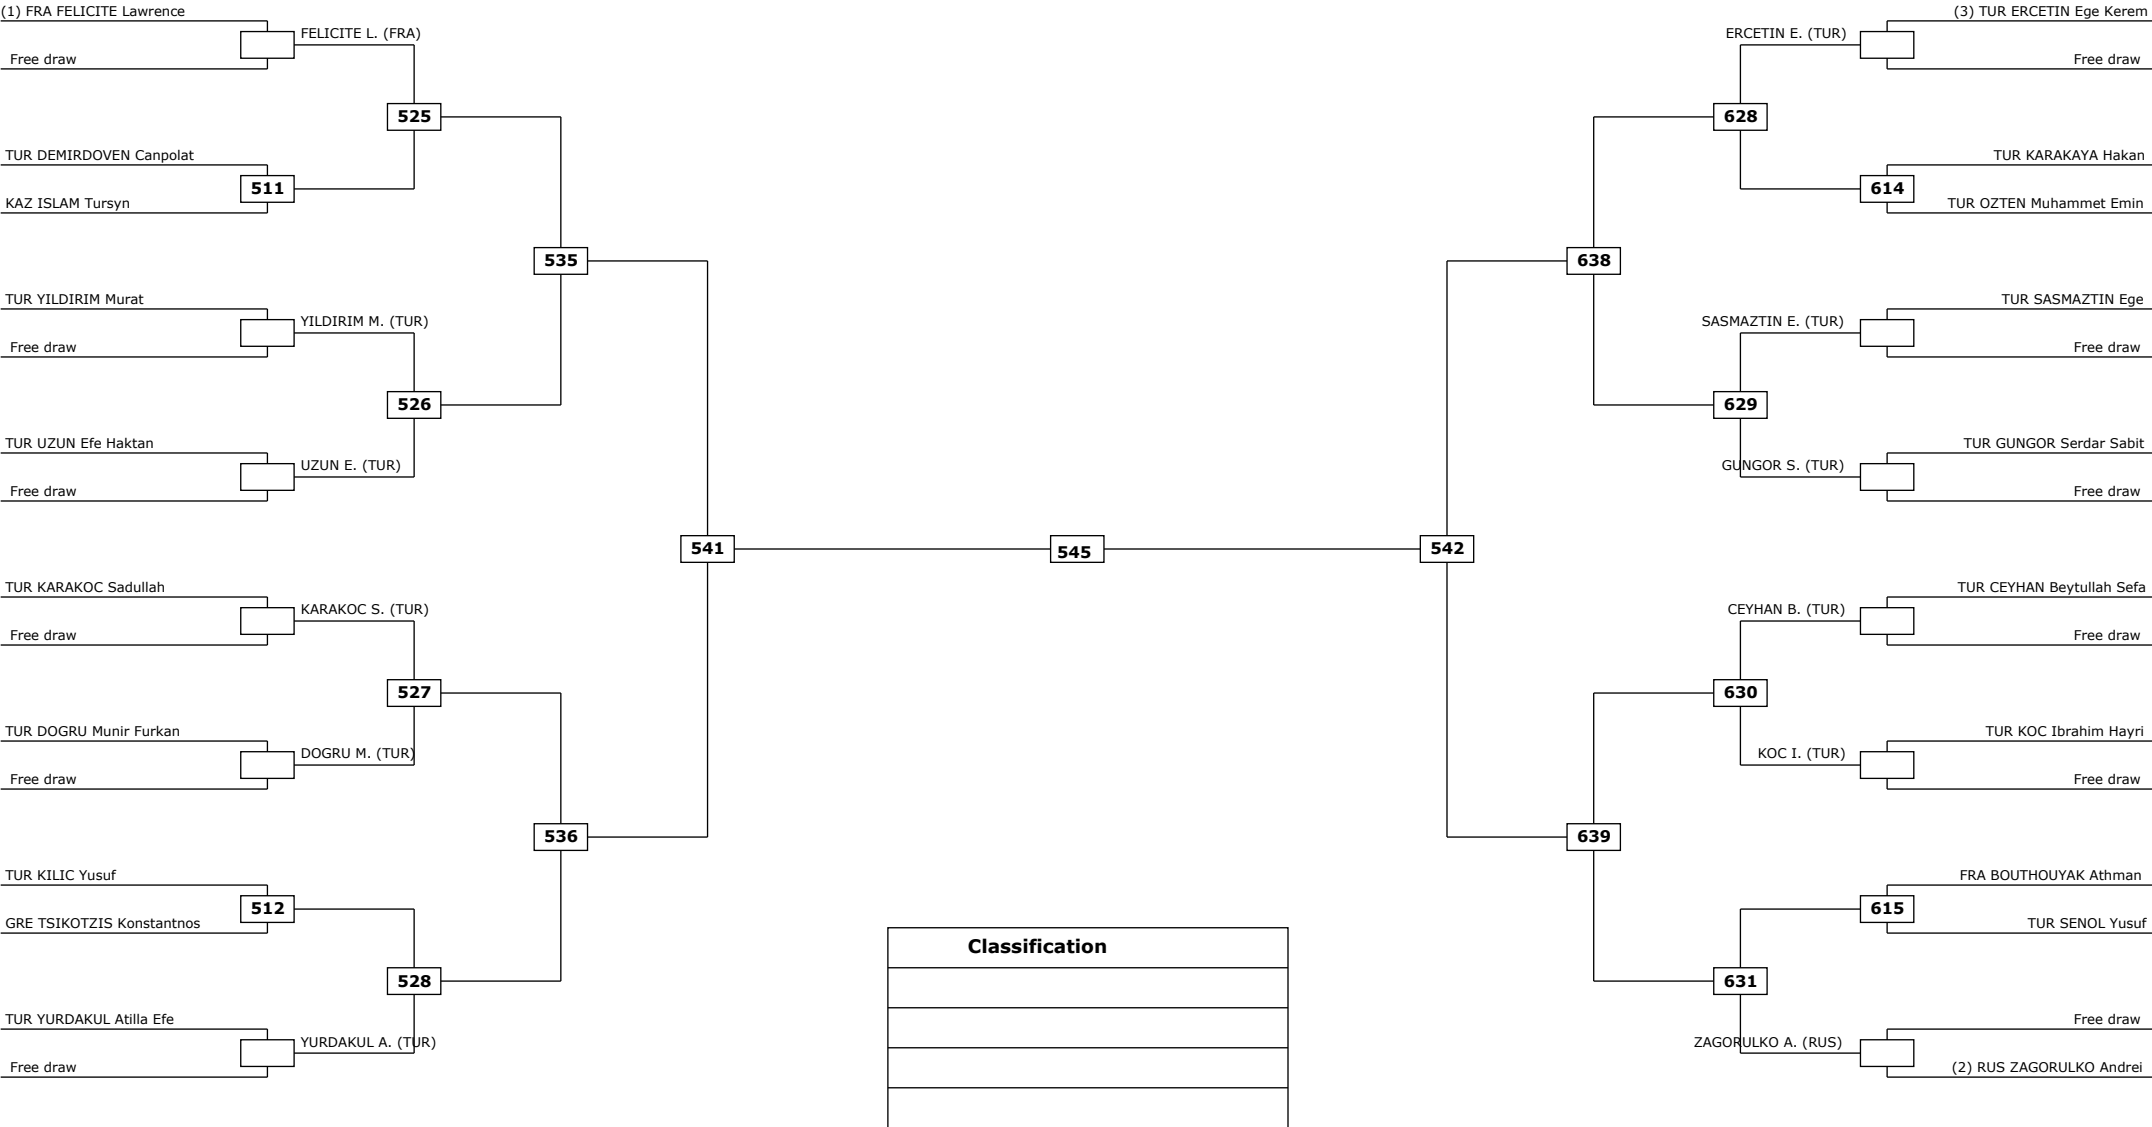 (1) FRA FELICITE Lawrence
FELICITE L. (FRA)
Free draw
525
TUR DEMIRDOVEN Canpolat
511
KAZ ISLAM Tursyn
535
TUR YILDIRIM Murat
YILDIRIM M. (TUR)
Free draw
526
TUR UZUN Efe Haktan
UZUN E. (TUR)
Free draw
541
TUR KARAKOC Sadullah
KARAKOC S. (TUR)
Free draw
527
TUR DOGRU Munir Furkan
DOGRU M. (TUR)
Free draw
536
TUR KILIC Yusuf
512
GRE TSIKOTZIS Konstantnos
528
TUR YURDAKUL Atilla Efe
YURDAKUL A. (TUR)
Free draw
545
Classification
(3) TUR ERCETIN Ege Kerem
ERCETIN E. (TUR)
Free draw
628
TUR KARAKAYA Hakan
614
TUR OZTEN Muhammet Emin
638
TUR SASMAZTIN Ege
SASMAZTIN E. (TUR)
Free draw
629
TUR GUNGOR Serdar Sabit
GUNGOR S. (TUR)
Free draw
542
TUR CEYHAN Beytullah Sefa
CEYHAN B. (TUR)
Free draw
630
TUR KOC Ibrahim Hayri
KOC I. (TUR)
Free draw
639
FRA BOUTHOUYAK Athman
615
TUR SENOL Yusuf
631
Free draw
ZAGORULKO A. (RUS)
(2) RUS ZAGORULKO Andrei